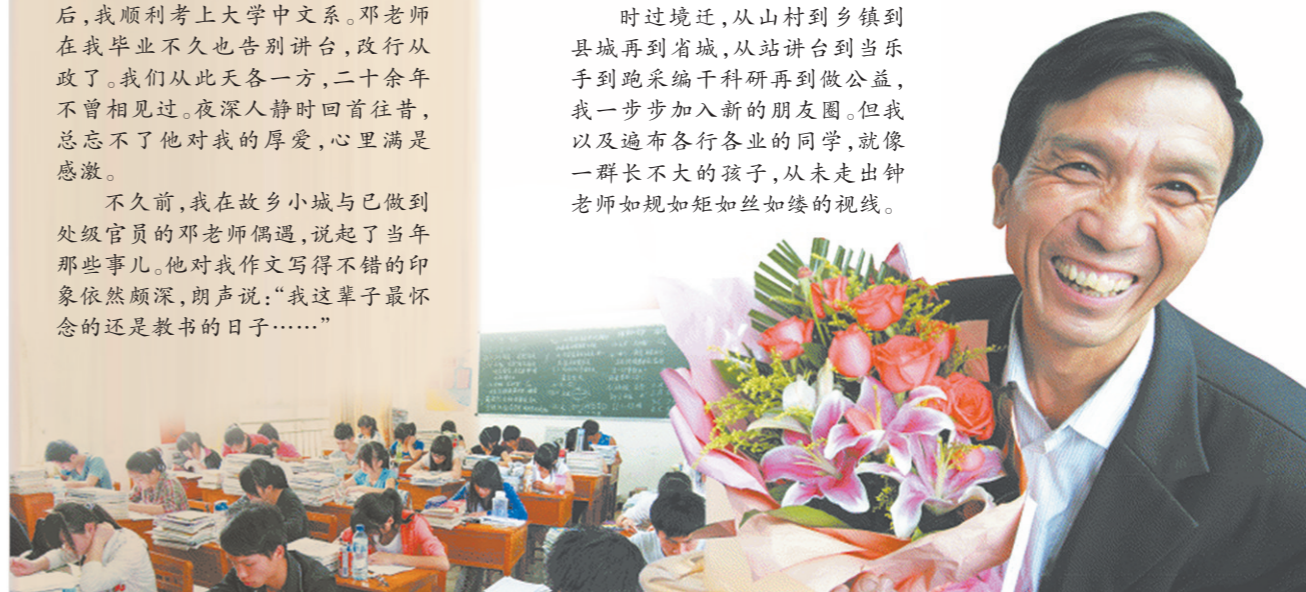 后,我顺利考上大学中文系。邓老师
在我毕业不久也告别讲台,改行从
政了。我们从此天各一方,二十余年
不曾相见过。夜深人静时回首往昔,
总忘不了他对我的厚爱,心里满是
感激。
不久前,我在故乡小城与已做到
处级官员的邓老师偶遇,说起了当年
那些事儿。他对我作文写得不错的印
象依然颇深,朗声说:“我这辈子最怀
念的还是教书的日子……”
时过境迁,从山村到乡镇到
县城再到省城,从站讲台到当乐
手到跑采编干科研再到做公益,
我一步步加入新的朋友圈。但我
以及遍布各行各业的同学,就像
一群长不大的孩子,从未走出钟
老师如规如矩如丝如缕的视线。